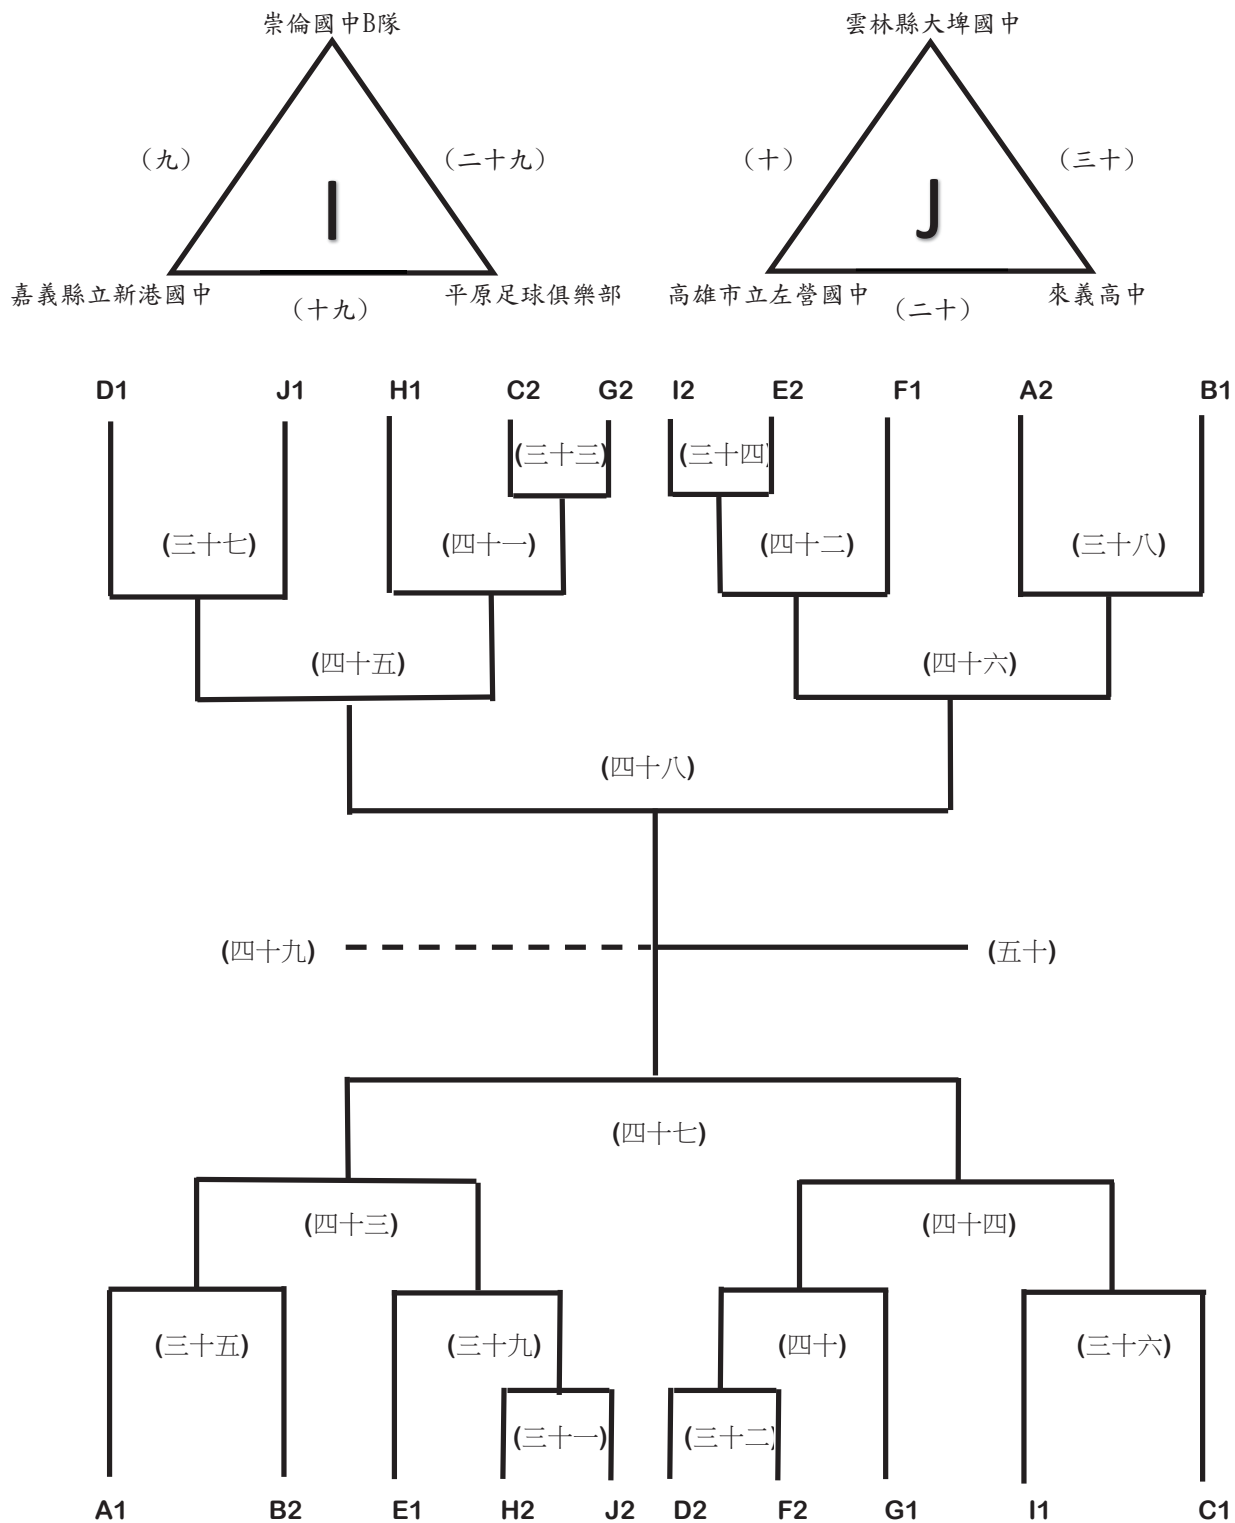 崇倫國中B隊 雲林縣大埤國中
（九） （二十九） （十） （三十）
I J
嘉義縣立新港國中 平原足球俱樂部 高雄市立左營國中 來義高中
（十九） （二十）
D1 J1 H1 C2 G2 I2 E2 F1 A2 B1
(三十三) (三十四)
(三十七) (四十一) (四十二) (三十八)
(四十五) (四十六)
(四十八)
(四十九) (五十)
(四十七)
(四十三) (四十四)
(三十五) (三十九) (四十) (三十六)
(三十一) (三十二)
A1 B2 E1 H2 J2 D2 F2 G1 I1 C1